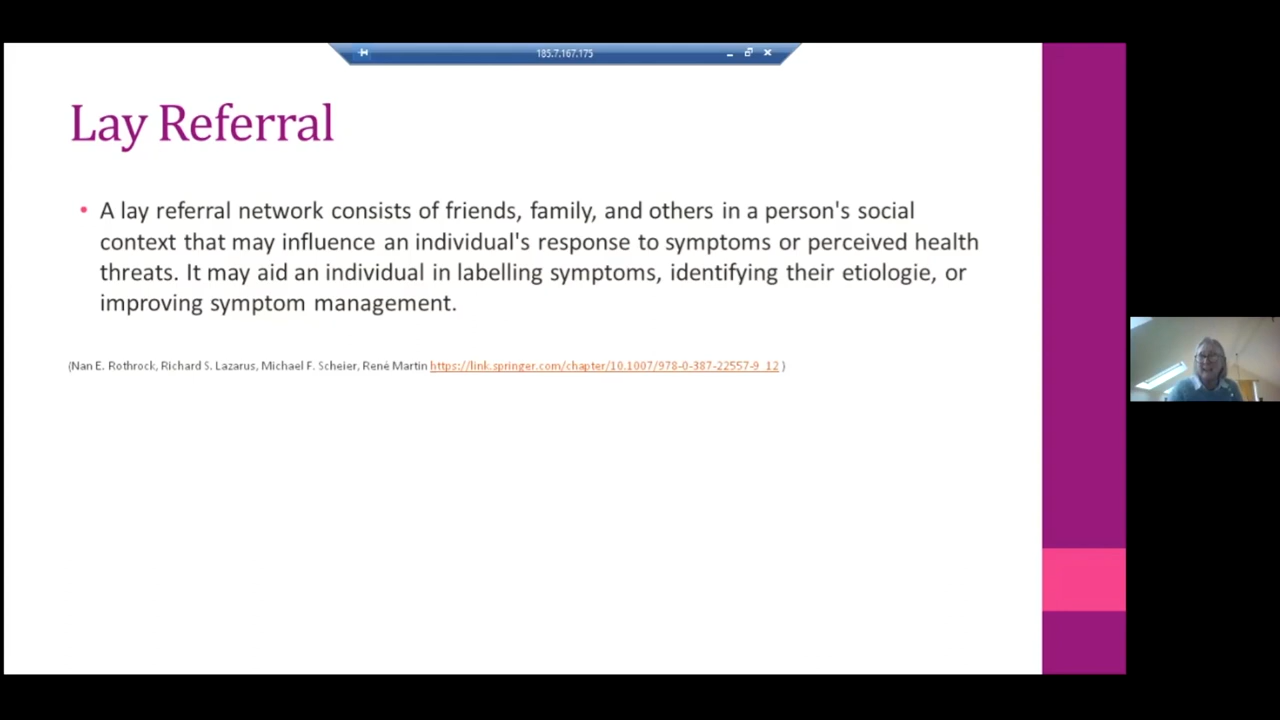 185.7.167.175
Lay Referral
• A lay referral network consists of friends, family, and others in a person's social
context that may influence an individual's response to symptoms or perceived health
threats. It may aid an individual in labelling symptoms, identifying their etiologie, or
improving symptom management.
(Nan E. Rothrock, Richard S. Lazarus, Michael F. Scheier, René Martin https://link.springer.com/chapter/10.1007/978-0-387-22557-9_12 )